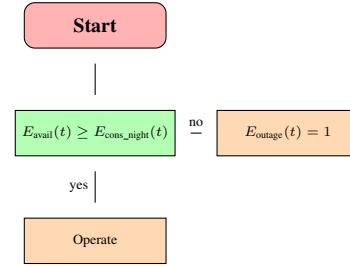 Start
E_avail(t) ≥ E_cons_night(t)
no
E_outage(t) = 1
yes
Operate